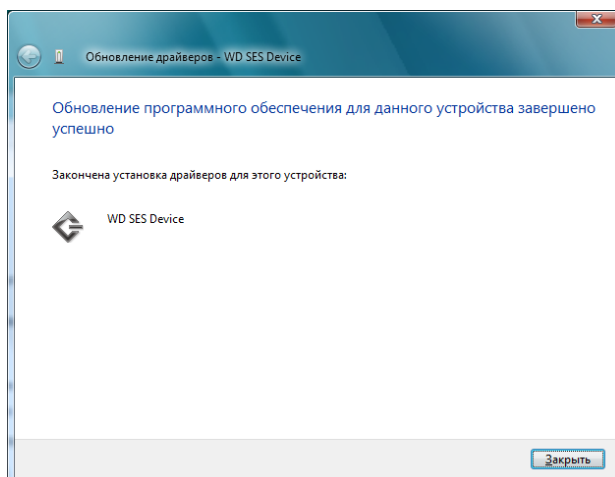 Обновление драйверов - WD SES Device
Обновление программного обеспечения для данного устройства завершено
успешно
Закончена установка драйверов для этого устройства:
WD SES Device
Закрыть